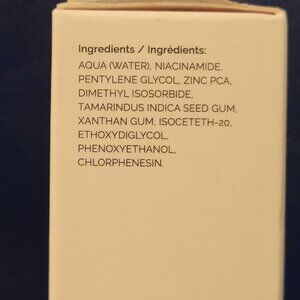 Ingredients / Ingrédients:
AQUA (WATER), NIACINAMIDE,
PENTYLENE GLYCOL, ZINC PCA,
DIMETHYL ISOSORBIDE,
TAMARINDUS INDICA SEED GUM,
XANTHAN GUM, ISOCETETH-20,
ETHOXYDIGLYCOL,
PHENOXYETHANOL,
CHLORPHENESIN.